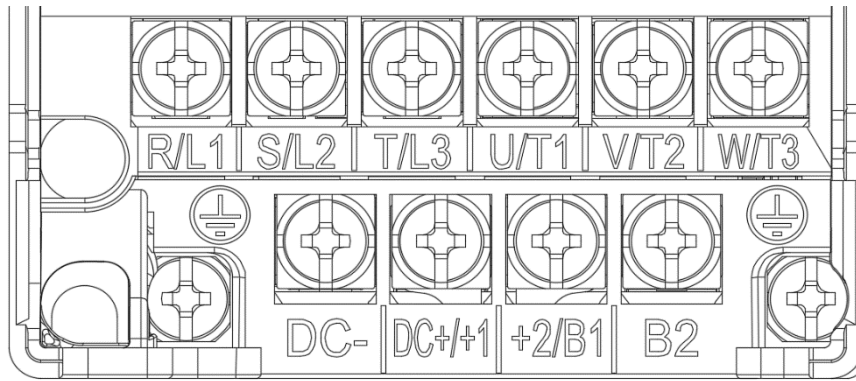 R/L1 S/L2 T/L3 U/T1 V/T2 W/T3
DC- DC+/+1 +2/B1 B2